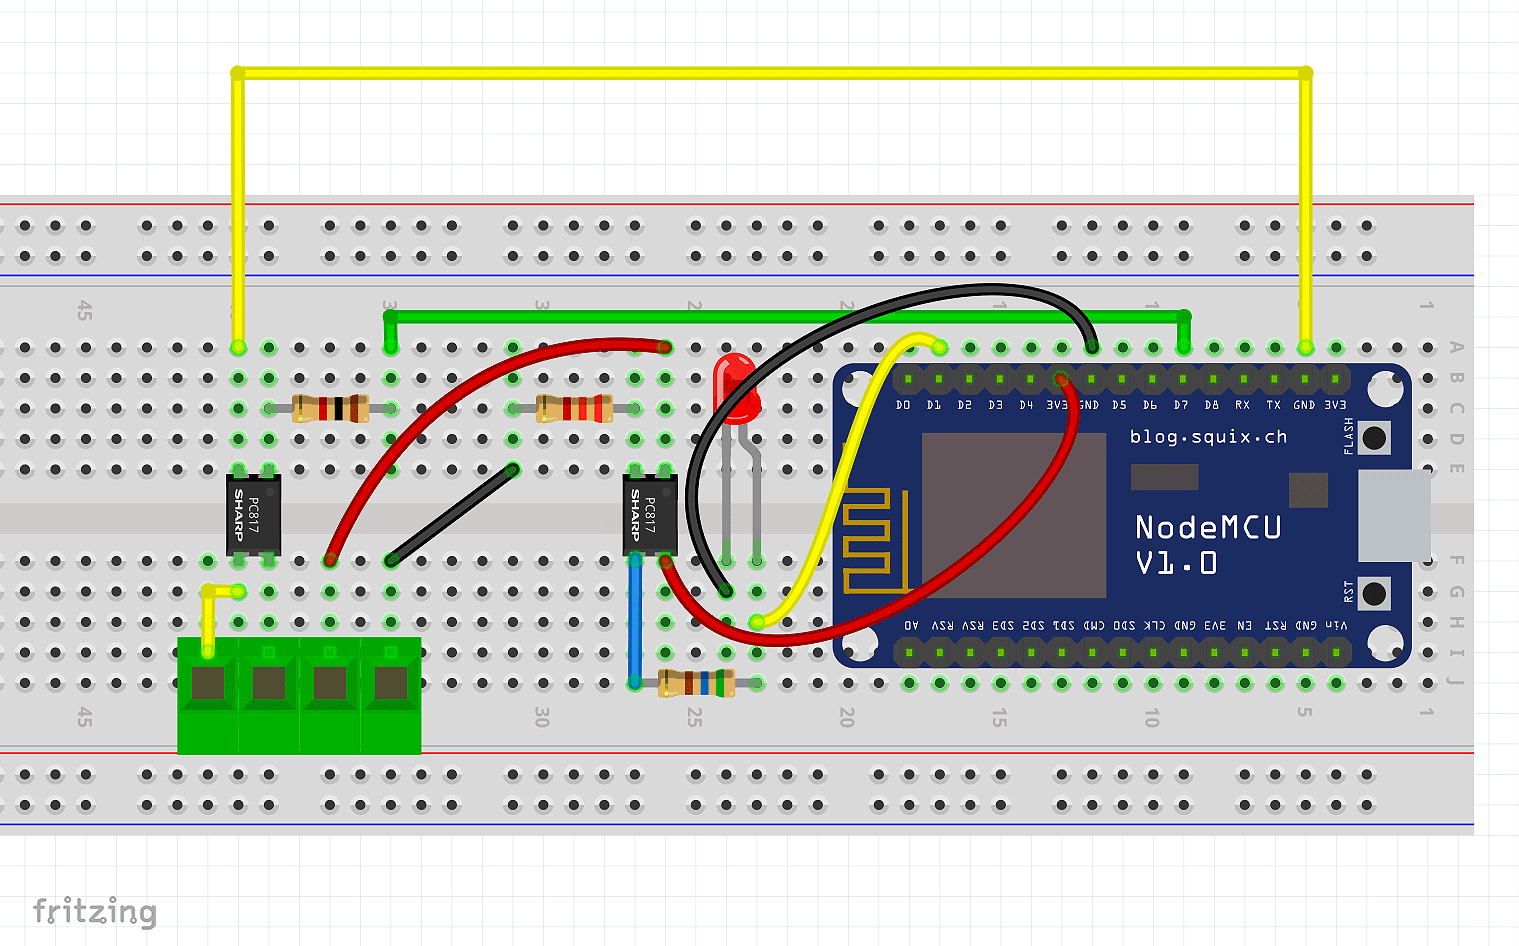 45 3 3 2 2 1 1 1
A
B
C
D0 D1 D2 D3 D4 3V3 GND D5 D6 D7 D8 RX TX GND 3V3
D
blog.squix.ch
FLASH
E
PC817
SHARP
PC817
SHARP
NodeMCU
V1.0
F
G
RST
H
A0 RSV RSV SD3 SD2 SD1 CMD SD0 CLK GND 3V3 EN RST GND Vin
I
J
45 30 25 20 15 10 5 1
fritzing